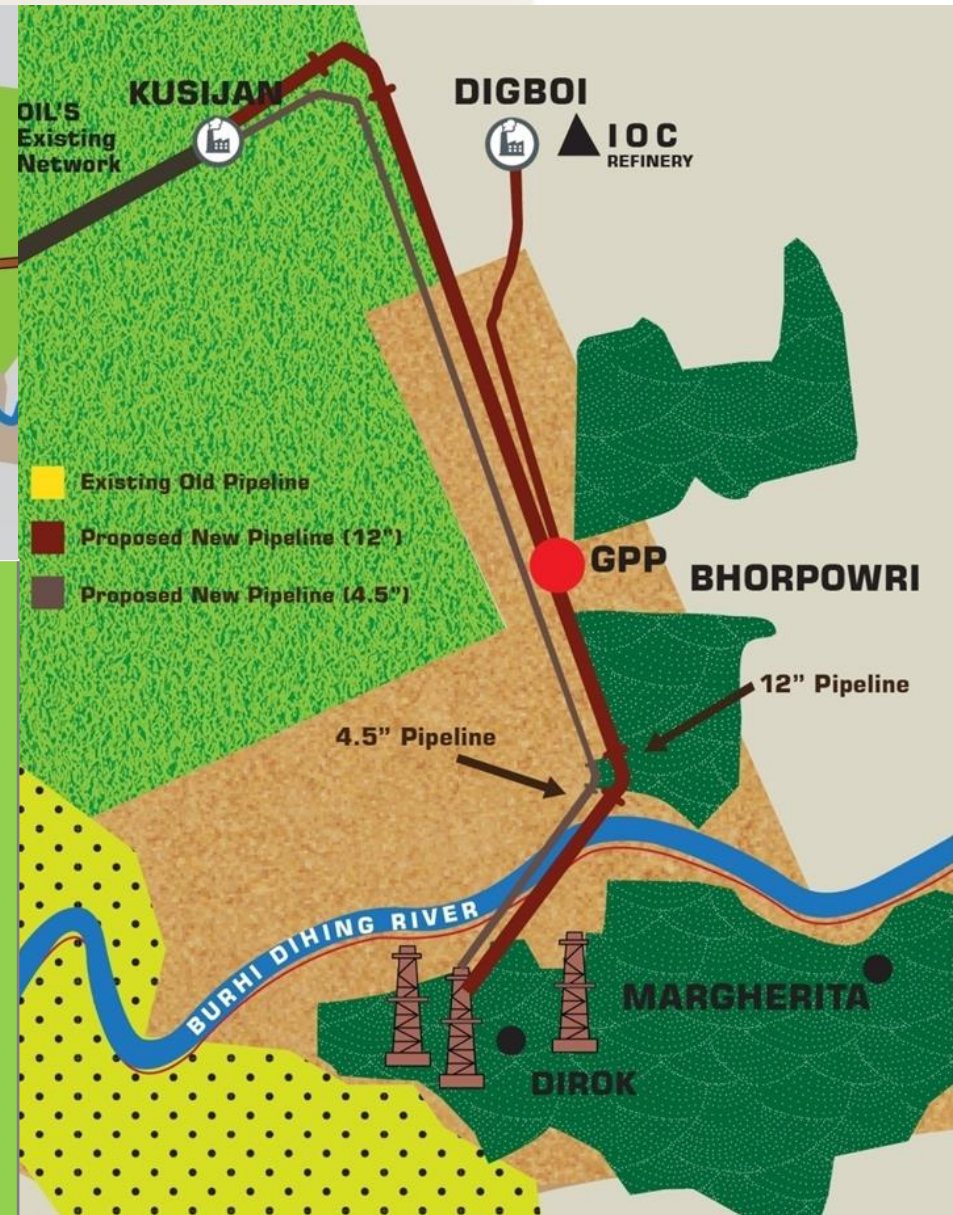 KUSIJAN
DIGBOI
OIL'S
Existing
Network
IOC
REFINERY
Existing Old Pipeline
Proposed New Pipeline (12")
Proposed New Pipeline (4.5")
GPP
BHORPOWRI
12” Pipeline
4.5” Pipeline
BURHI DIHING RIVER
MARGHERITA
DIROK